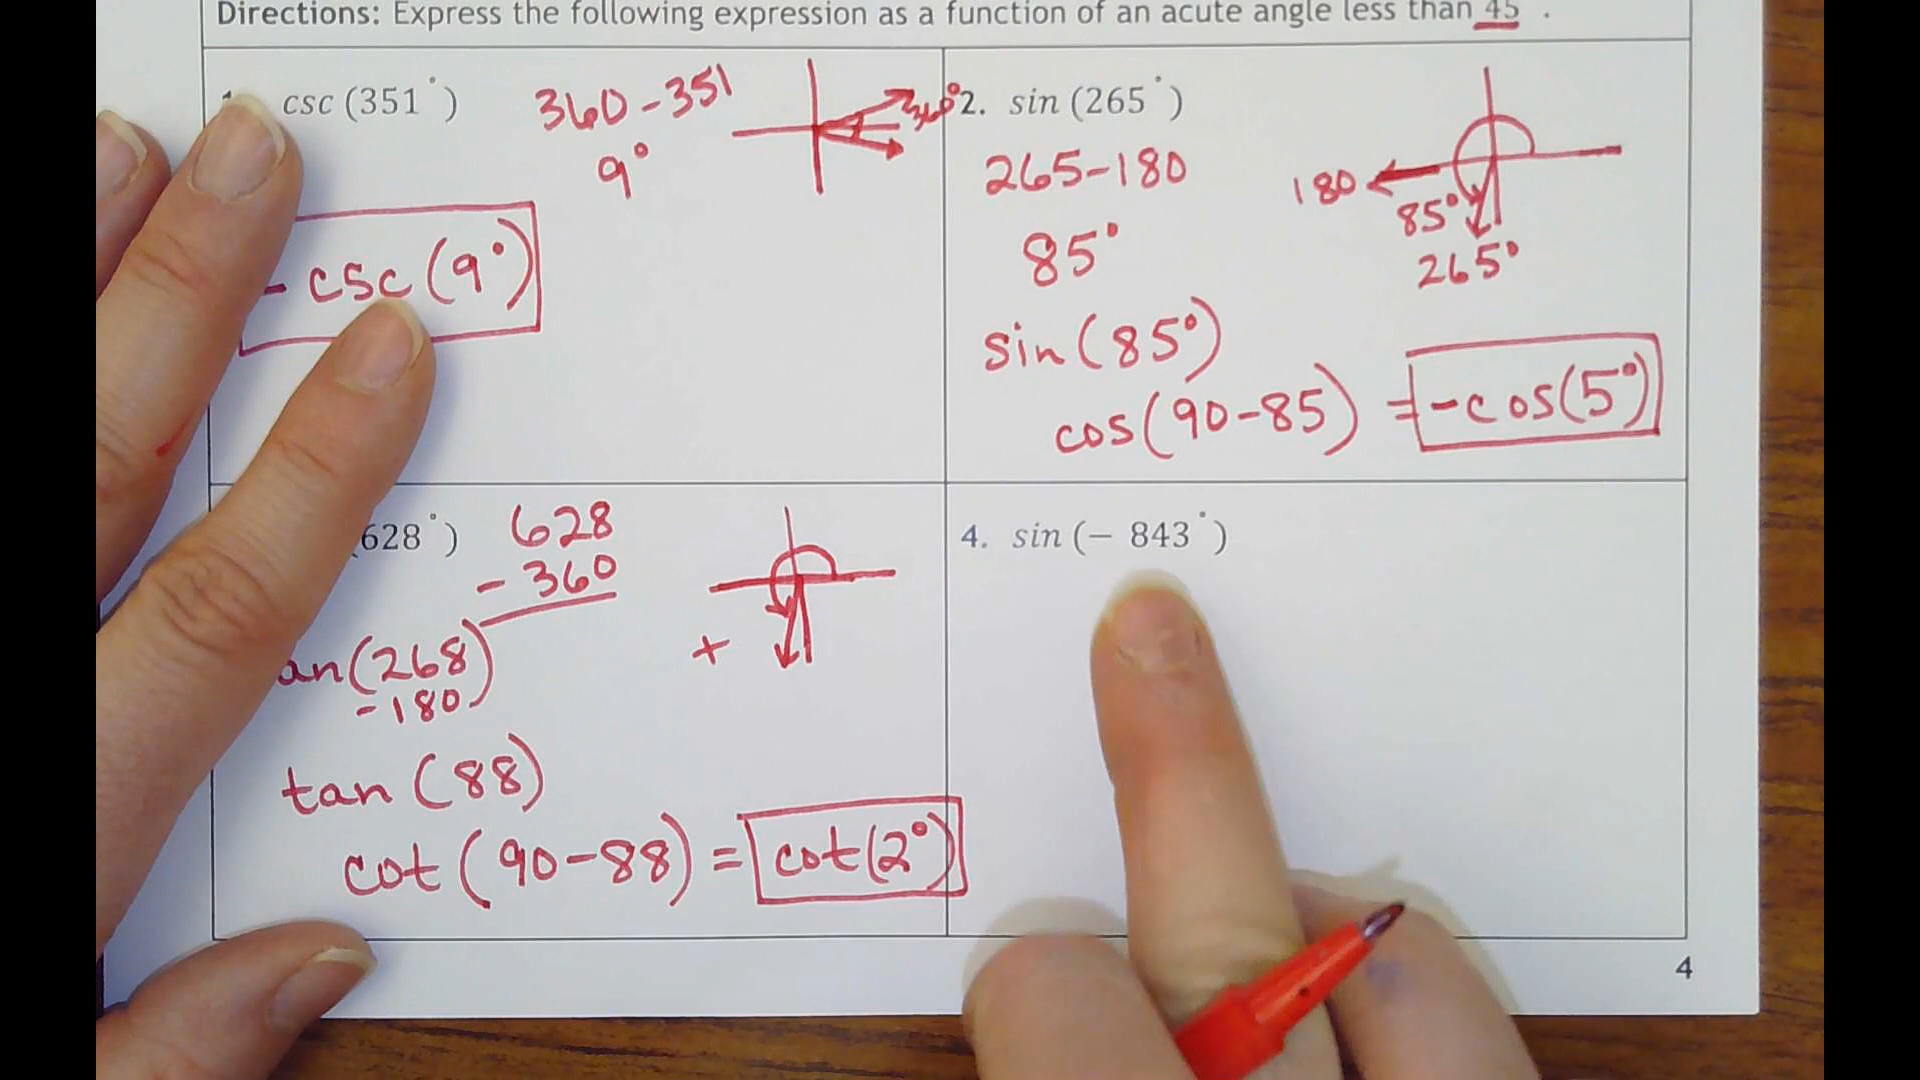 Directions: Express the following expression as a function of an acute angle less than 45 .
csc (351°)
360-351
9°
360°
- csc (9°)
2. sin (265°)
265-180
85°
sin (85°)
cos (90-85) = -cos(5°)
180
85°
265°
(628°)
628
- 360
an(268)
-180
+
tan (88)
cot (90-88) = cot(2°)
4. sin (− 843°)
4